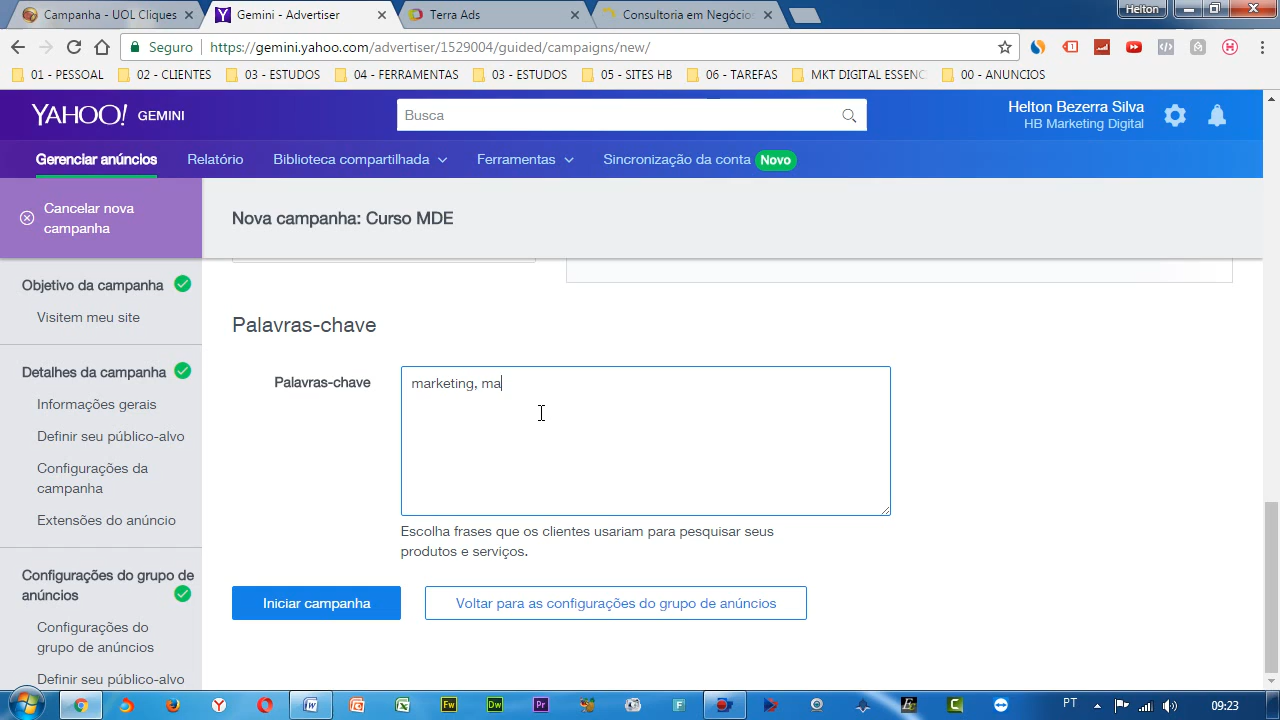 Campanha - UOL Cliques
Gemini - Advertiser
Terra Ads
Consultoria em Negócio
Helton
Seguro
https://gemini.yahoo.com/advertiser/1529004/guided/campaigns/new/
01 - PESSOAL
02 - CLIENTES
03 - ESTUDOS
04 - FERRAMENTAS
03 - ESTUDOS
05 - SITES HB
06 - TAREFAS
MKT DIGITAL ESSENC
00 - ANUNCIOS
YAHOO! GEMINI
Busca
Helton Bezerra Silva
HB Marketing Digital
Gerenciar anúncios
Relatório
Biblioteca compartilhada
Ferramentas
Sincronização da conta Novo
Cancelar nova
campanha
Nova campanha: Curso MDE
Objetivo da campanha
Visitem meu site
Detalhes da campanha
Informações gerais
Definir seu público-alvo
Configurações da
campanha
Extensões do anúncio
Configurações do grupo de
anúncios
Configurações do
grupo de anúncios
Definir seu público-alvo
Palavras-chave
Palavras-chave
marketing, ma
Escolha frases que os clientes usariam para pesquisar seus
produtos e serviços.
Iniciar campanha
Voltar para as configurações do grupo de anúncios
PT
09:23